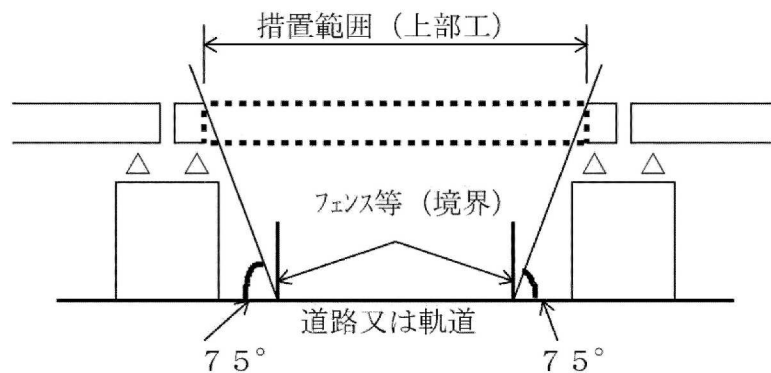 措置範囲（上部工）
フェンス等（境界）
道路又は軌道
７５°
７５°